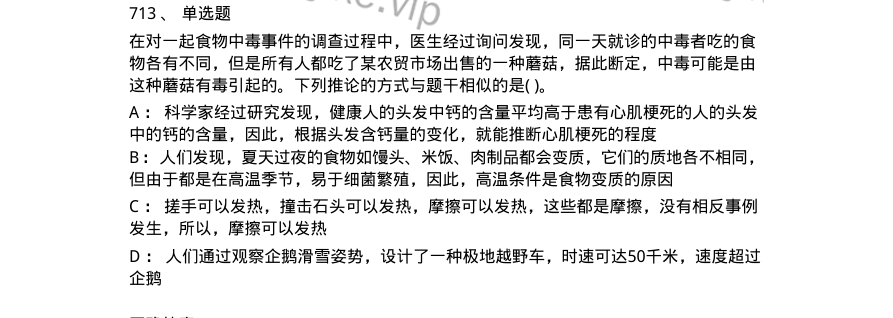 713 、 单选题
在对一起食物中毒事件的调查过程中，医生经过询问发现，同一天就诊的中毒者吃的食
物各有不同，但是所有人都吃了某农贸市场出售的一种蘑菇，据此断定，中毒可能是由
这种蘑菇有毒引起的。下列推论的方式与题干相似的是( )。
A ： 科学家经过研究发现，健康人的头发中钙的含量平均高于患有心肌梗死的人的头发
中的钙的含量，因此，根据头发含钙量的变化，就能推断心肌梗死的程度
B ：人们发现，夏天过夜的食物如馒头、米饭、肉制品都会变质，它们的质地各不相同，
但由于都是在高温季节，易于细菌繁殖，因此，高温条件是食物变质的原因
C ： 搓手可以发热，撞击石头可以发热，摩擦可以发热，这些都是摩擦，没有相反事例
发生，所以，摩擦可以发热
D ： 人们通过观察企鹅滑雪姿势，设计了一种极地越野车，时速可达50千米，速度超过
企鹅